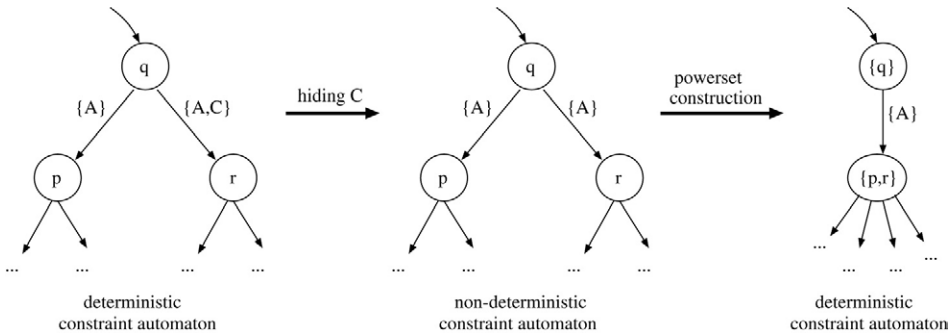 q
q
{q}
{A}
{A,C}
hiding C
{A}
{A}
powerset
construction
{A}
p
r
p
r
{p,r}
...
...
...
...
...
...
...
...
...
...
...
...
deterministic
constraint automaton
non-deterministic
constraint automaton
deterministic
constraint automaton